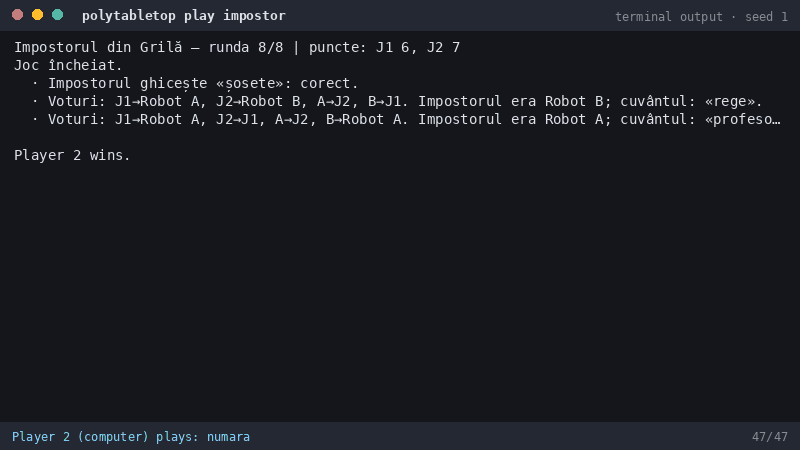 polytabletop play impostor
terminal output · seed 1
Impostorul din Grilă — runda 8/8 | puncte: J1 6, J2 7
Joc încheiat.
· Impostorul ghicește «șosete»: corect.
· Voturi: J1→Robot A, J2→Robot B, A→J2, B→J1. Impostorul era Robot B; cuvântul: «rege».
· Voturi: J1→Robot A, J2→J1, A→J2, B→Robot A. Impostorul era Robot A; cuvântul: «profeso…
Player 2 wins.
Player 2 (computer) plays: numara
47/47